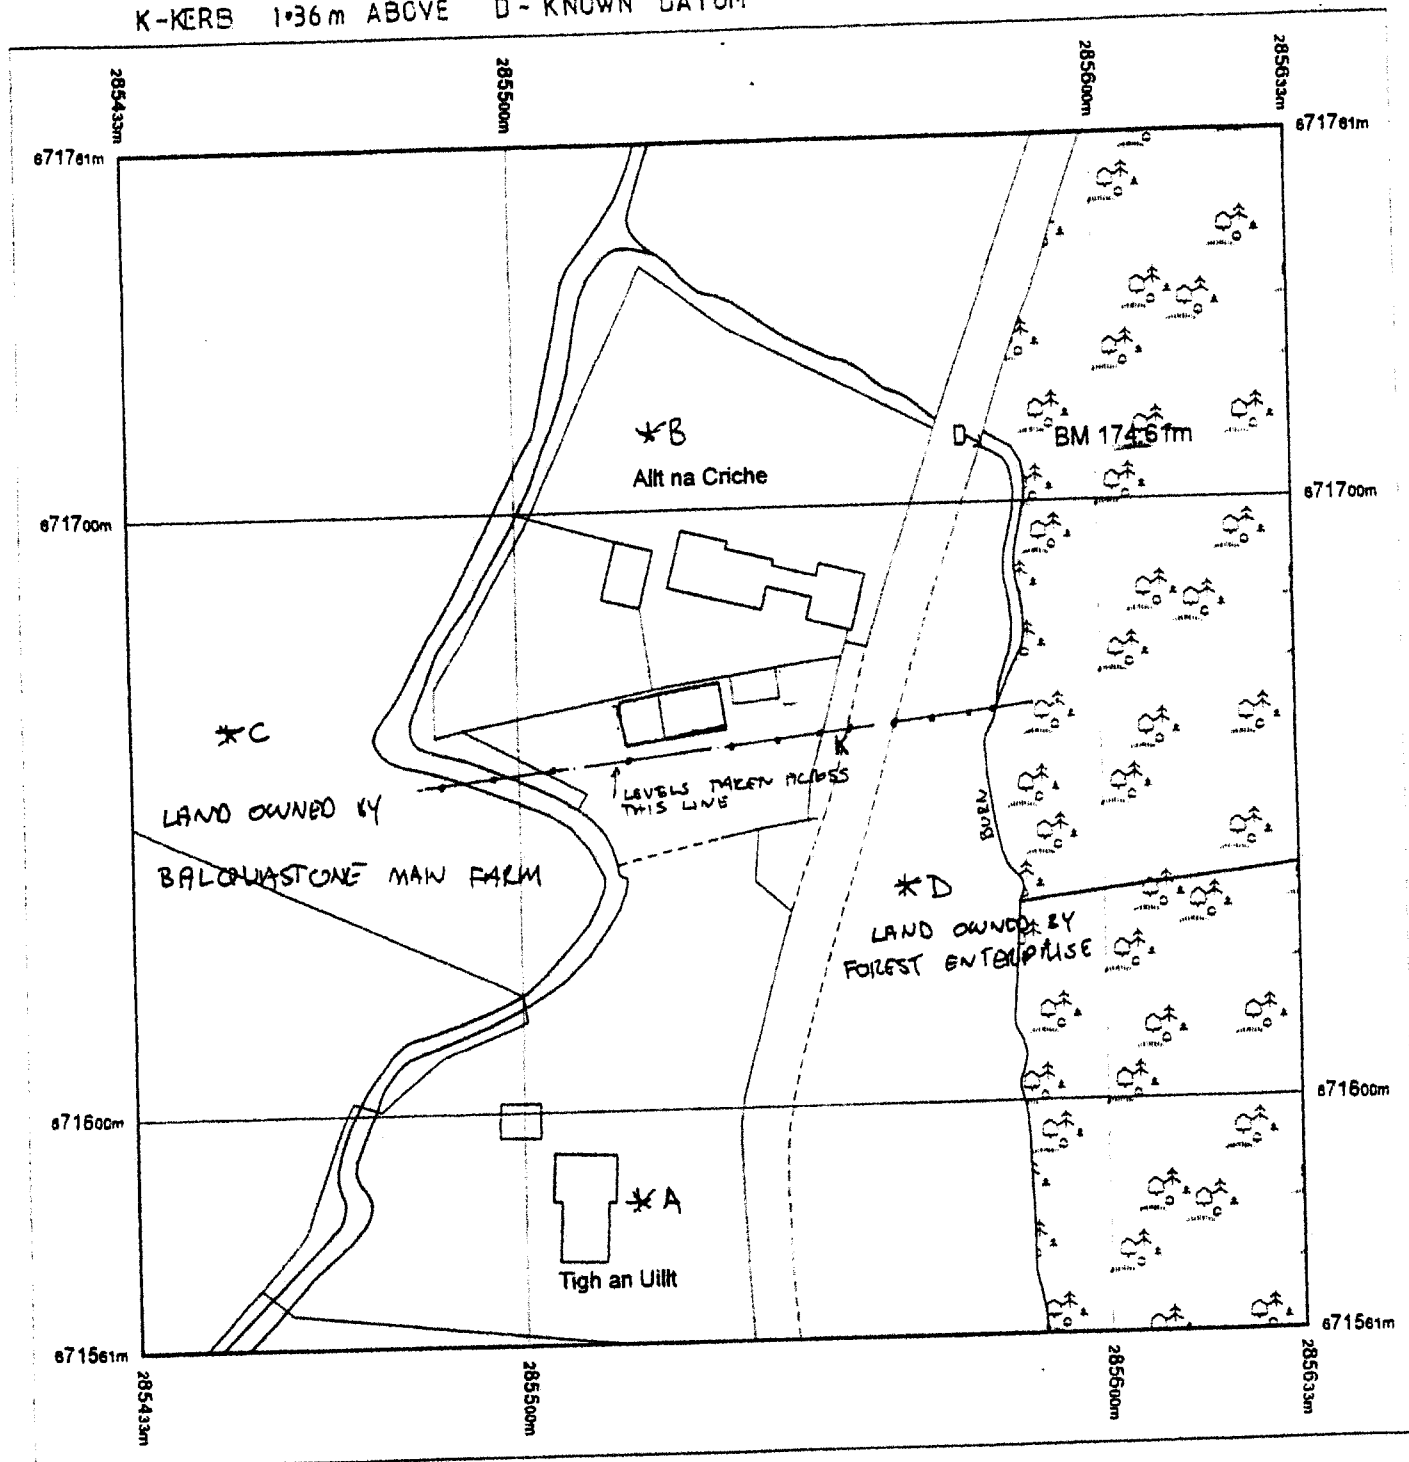 K-KERB 1·36m ABOVE D- KNOWN DATUM
285433m
285500m
285600m
285633m
671761m
671761m
*B
Allt na Criche
D
BM 174.61m
671700m
671700m
*C
K
LEVELS TAKEN ACROSS
THIS LINE
LAND OWNED BY
BALQUHASTONE MAIN FARM
BURN
*D
LAND OWNED BY
FOREST ENTERPRISE
671600m
671600m
*A
Tigh an Uillt
671561m
671561m
285433m
285500m
285600m
285633m